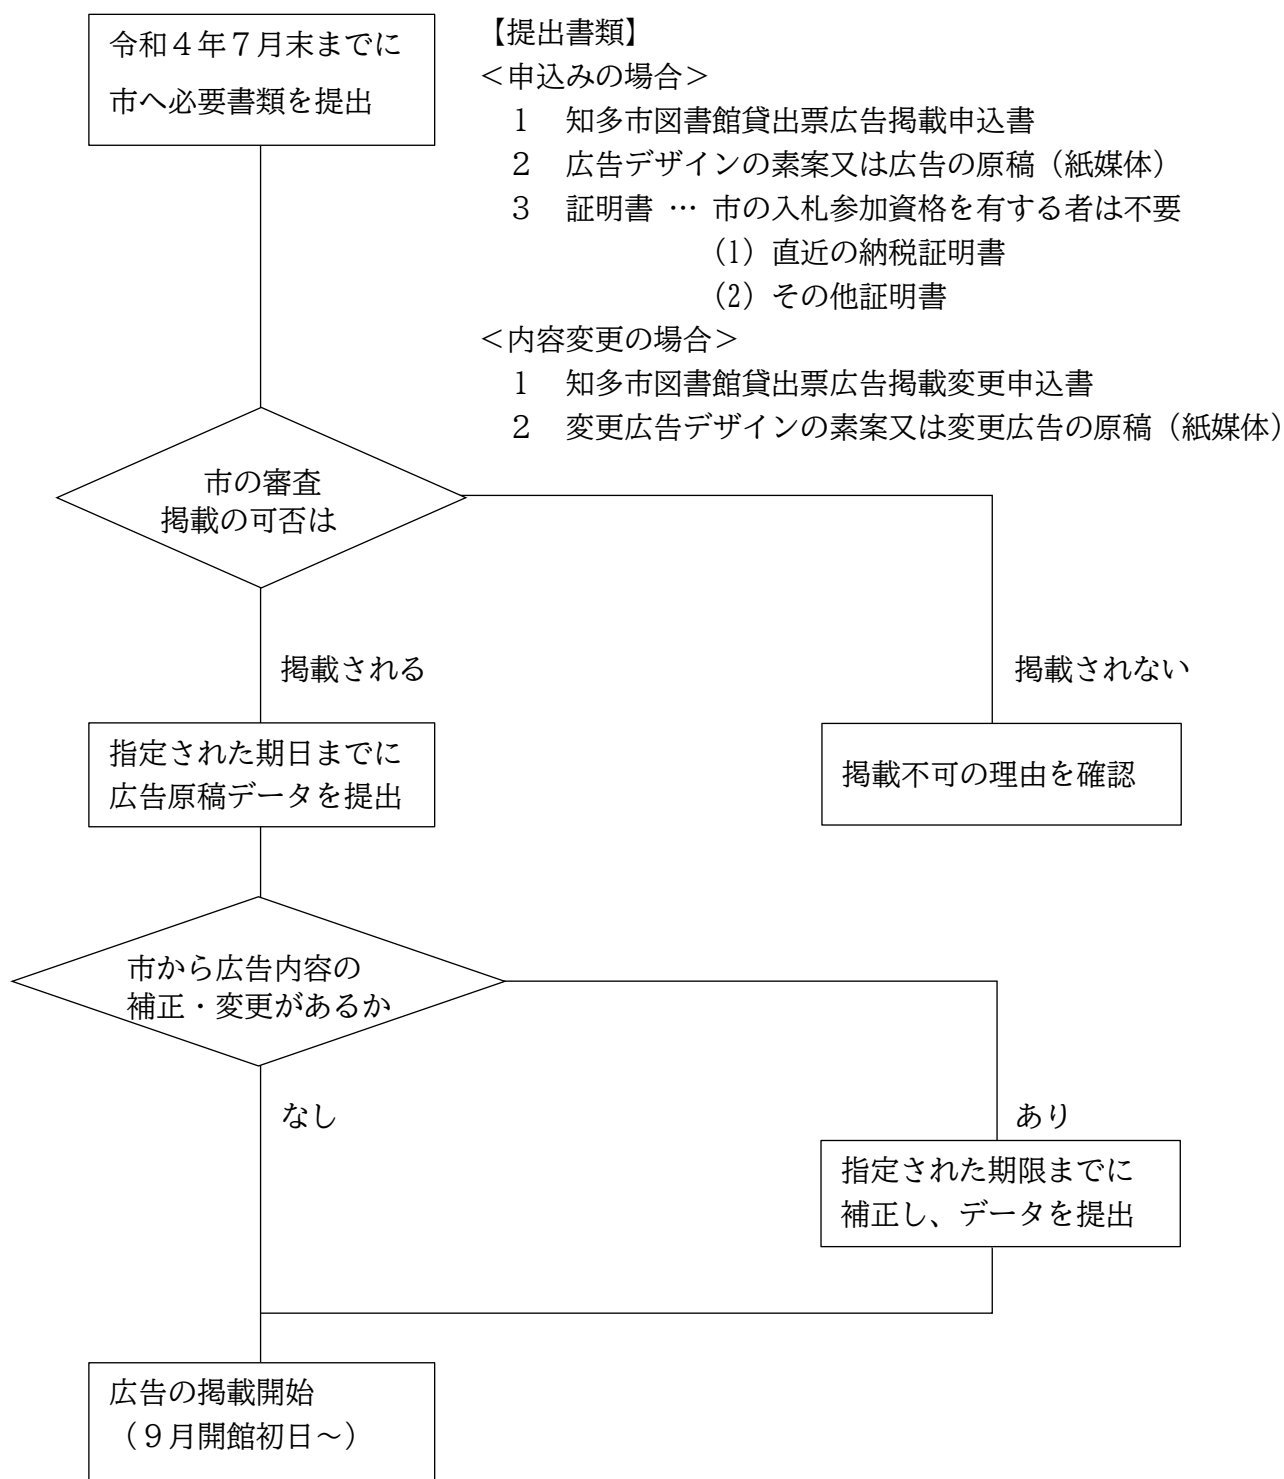 令和４年７月末までに
市へ必要書類を提出
【提出書類】
＜申込みの場合＞
１　知多市図書館貸出票広告掲載申込書
２　広告デザインの素案又は広告の原稿（紙媒体）
３　証明書 … 市の入札参加資格を有する者は不要
(1) 直近の納税証明書
(2) その他証明書
＜内容変更の場合＞
１　知多市図書館貸出票広告掲載変更申込書
２　変更広告デザインの素案又は変更広告の原稿（紙媒体）
市の審査
掲載の可否は
掲載される
掲載されない
指定された期日までに
広告原稿データを提出
掲載不可の理由を確認
市から広告内容の
補正・変更があるか
なし
あり
指定された期限までに
補正し、データを提出
広告の掲載開始
（９月開館初日～）